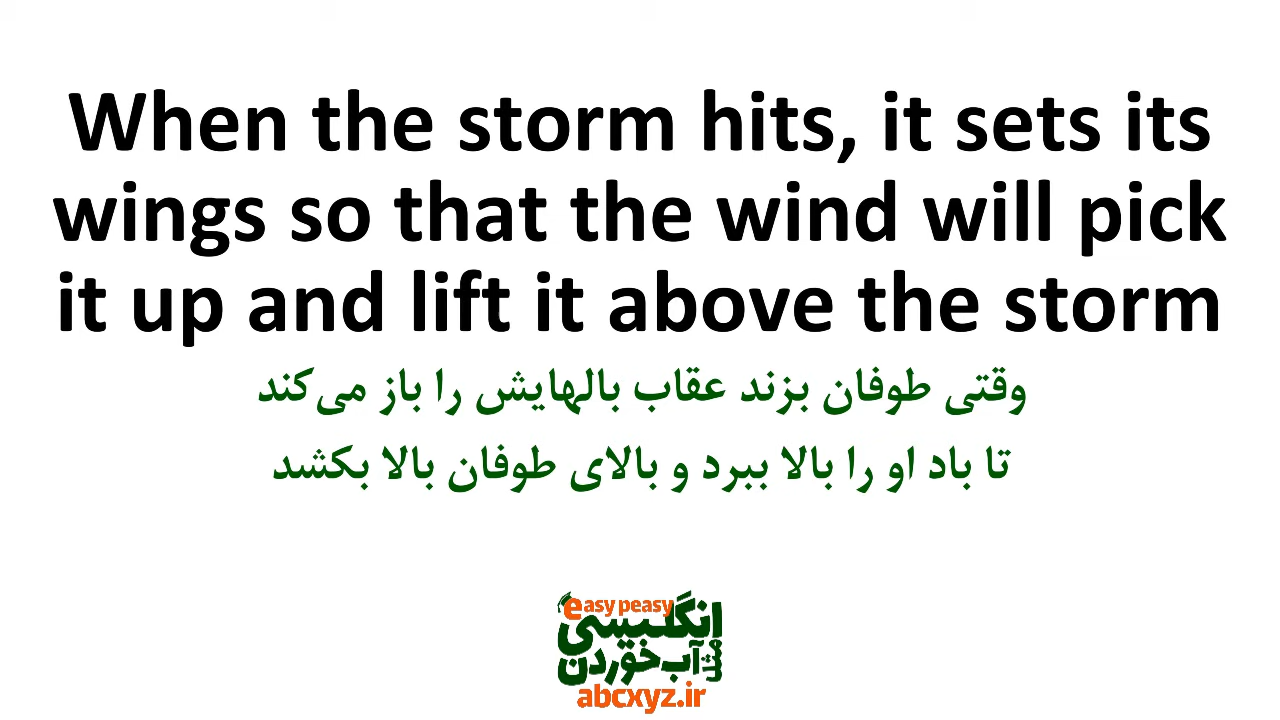 When the storm hits, it sets its
wings so that the wind will pick
it up and lift it above the storm
وقتی طوفان بزند عقاب بالهایش را باز می‌کند
تا باد او را بالا ببرد و بالای طوفان بالا بکشد
easy peasy
انگلیسی
مثل آب خوردن
abcxyz.ir